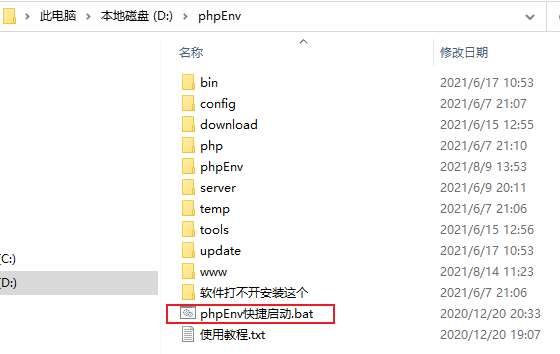 此电脑 > 本地磁盘 (D:) > phpEnv
名称 修改日期
bin 2021/6/17 10:53
config 2021/6/7 21:07
download 2021/6/15 12:55
php 2021/6/7 21:10
phpEnv 2021/8/9 13:53
server 2021/6/9 20:11
temp 2021/6/7 21:06
tools 2021/6/15 12:56
update 2021/6/17 10:50
www 2021/8/14 11:23
软件打不开安装这个 2021/6/7 21:06
phpEnv快捷启动.bat 2020/12/20 20:33
使用教程.txt 2020/12/20 19:07
(C:)
(D:)